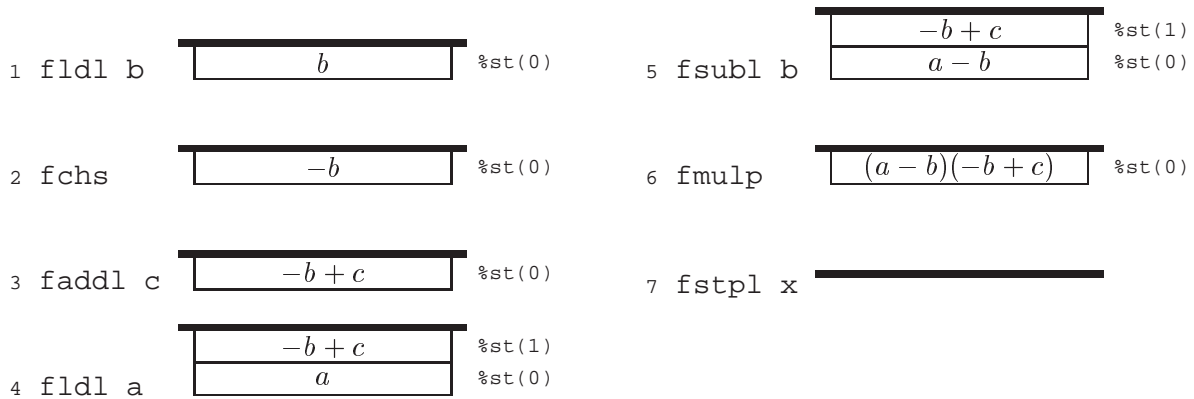 1 fldl b
b
%st(0)
2 fchs
−b
%st(0)
3 faddl c
−b + c
%st(0)
4 fldl a
−b + c
%st(1)
a
%st(0)
5 fsubl b
−b + c
%st(1)
a − b
%st(0)
6 fmulp
(a − b)(−b + c)
%st(0)
7 fstpl x